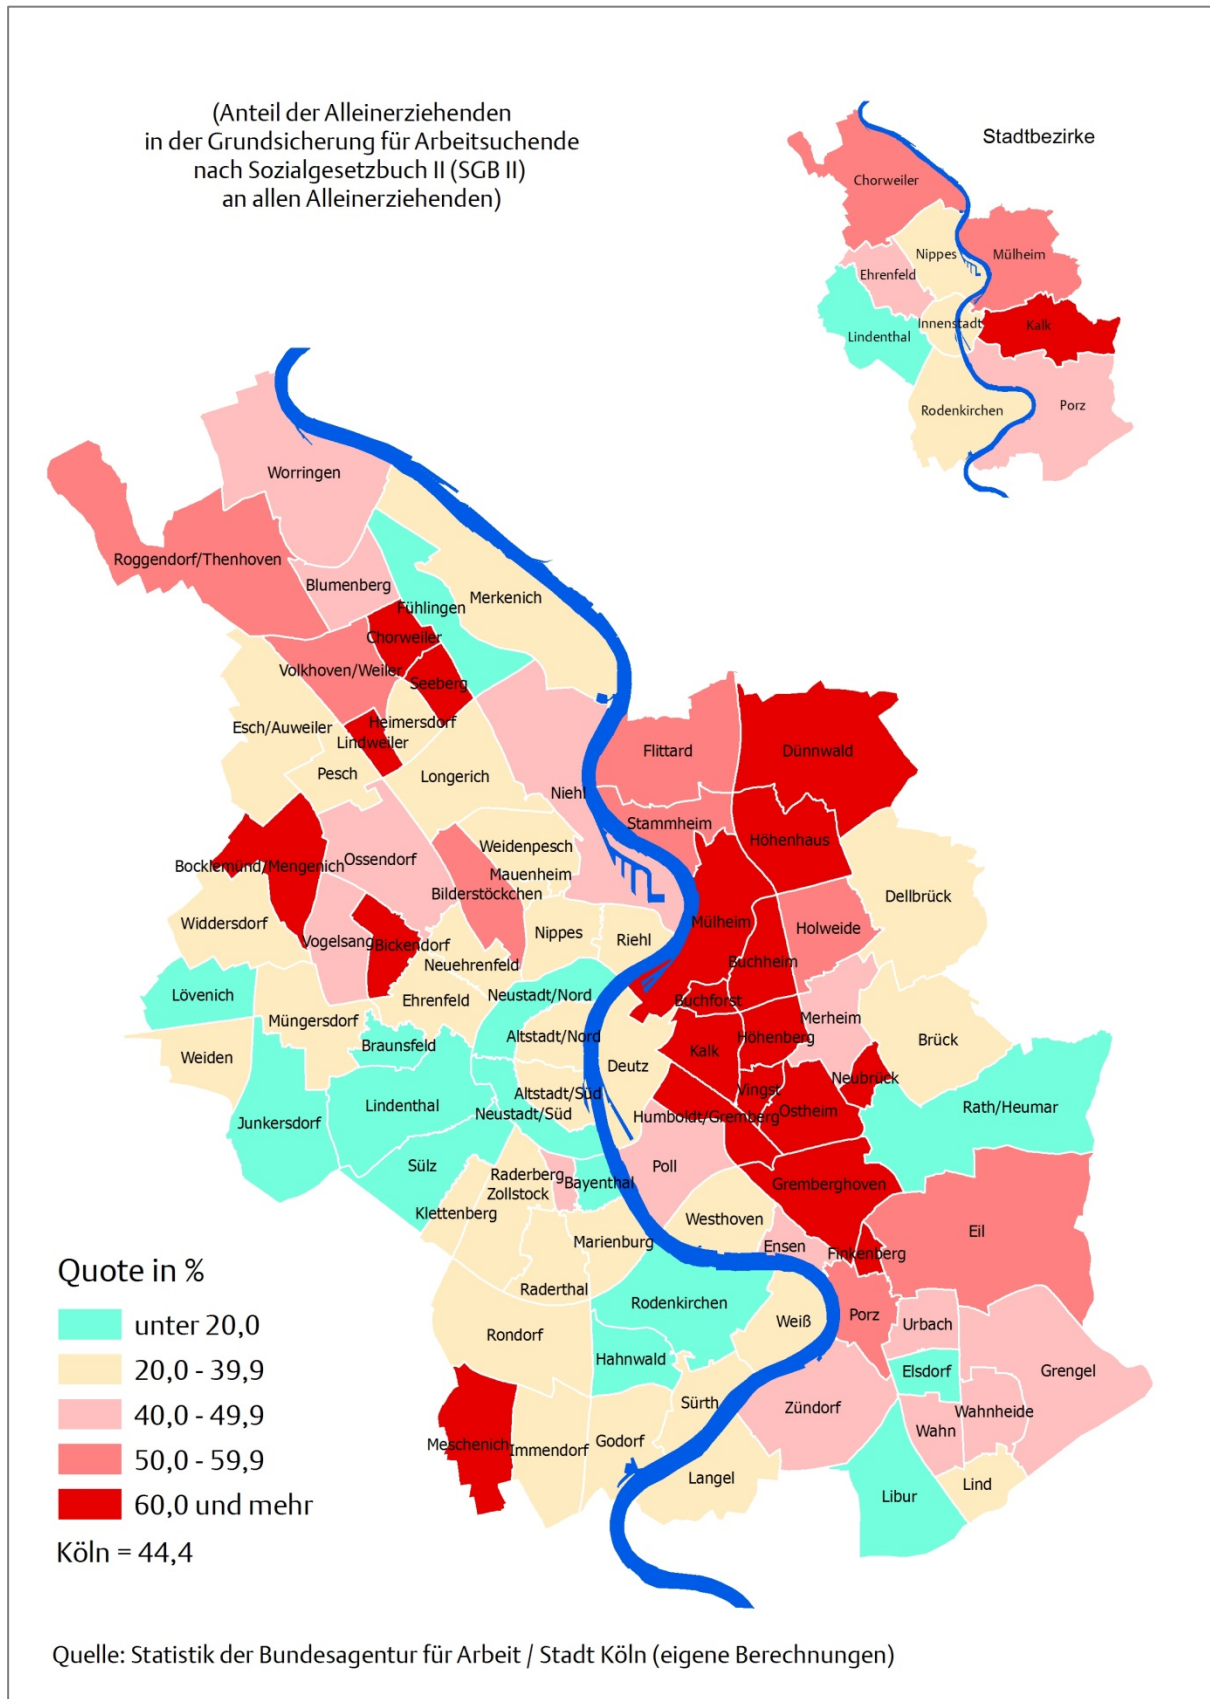 (Anteil der Alleinerziehenden
in der Grundsicherung für Arbeitsuchende
nach Sozialgesetzbuch II (SGB II)
an allen Alleinerziehenden)
Stadtbezirke
Chorweiler
Nippes
Mülheim
Ehrenfeld
Innenstadt
Kalk
Lindenthal
Rodenkirchen
Porz
Worringen
Roggendorf/Thenhoven
Blumenberg
Merkenich
Fühlingen
Chorweiler
Volkhoven/Weiler
Seeberg
Esch/Auweiler
Heimersdorf
Lindweiler
Pesch
Longerich
Flittard
Dünnwald
Niehl
Stammheim
Höhenhaus
Weidenpesch
Ossendorf
Bocklemünd/Mengenich
Mauenheim
Bilderstöckchen
Dellbrück
Widdersdorf
Mülheim
Holweide
Nippes
Riehl
Vogelsang
Bickendorf
Buchheim
Neuehrenfeld
Lövenich
Neustadt/Nord
Ehrenfeld
Buchforst
Merheim
Müngersdorf
Altstadt/Nord
Höhenberg
Brück
Braunsfeld
Kalk
Weiden
Deutz
Neubrück
Rath/Heumar
Vingst
Altstadt/Süd
Lindenthal
Ostheim
Neustadt/Süd
Humboldt/Gremberg
Junkersdorf
Sülz
Poll
Raderberg
Zollstock
Bayenthal
Gremberghoven
Klettenberg
Westhoven
Eil
Marienburg
Ensen
Finkenberg
Raderthal
Rodenkirchen
Weiß
Porz
Urbach
Rondorf
Hahnwald
Elsdorf
Grengel
Sürth
Zündorf
Wahnheide
Wahn
Meschenich
Immendorf
Godorf
Langel
Lind
Libur
Quote in %
unter 20,0
20,0 - 39,9
40,0 - 49,9
50,0 - 59,9
60,0 und mehr
Köln = 44,4
Quelle: Statistik der Bundesagentur für Arbeit / Stadt Köln (eigene Berechnungen)